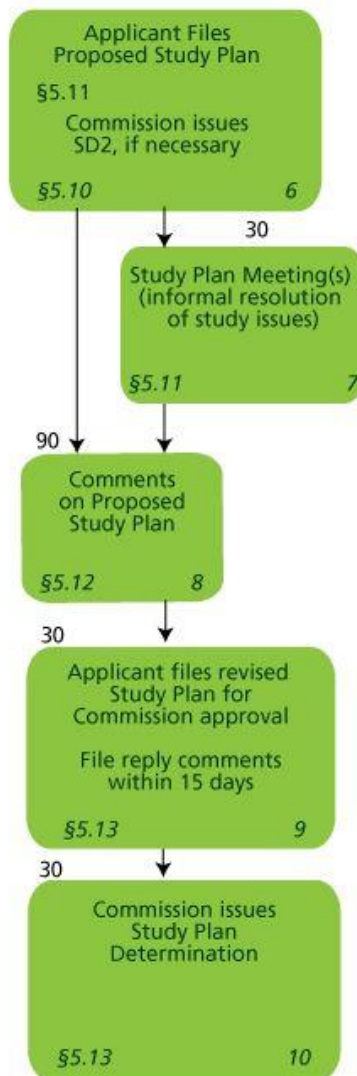 Applicant Files
Proposed Study Plan
§5.11
Commission issues
SD2, if necessary
§5.10 6
30
Study Plan Meeting(s)
(informal resolution
of study issues)
§5.11 7
90
Comments
on Proposed
Study Plan
§5.12 8
30
Applicant files revised
Study Plan for
Commission approval
File reply comments
within 15 days
§5.13 9
30
Commission issues
Study Plan
Determination
§5.13 10